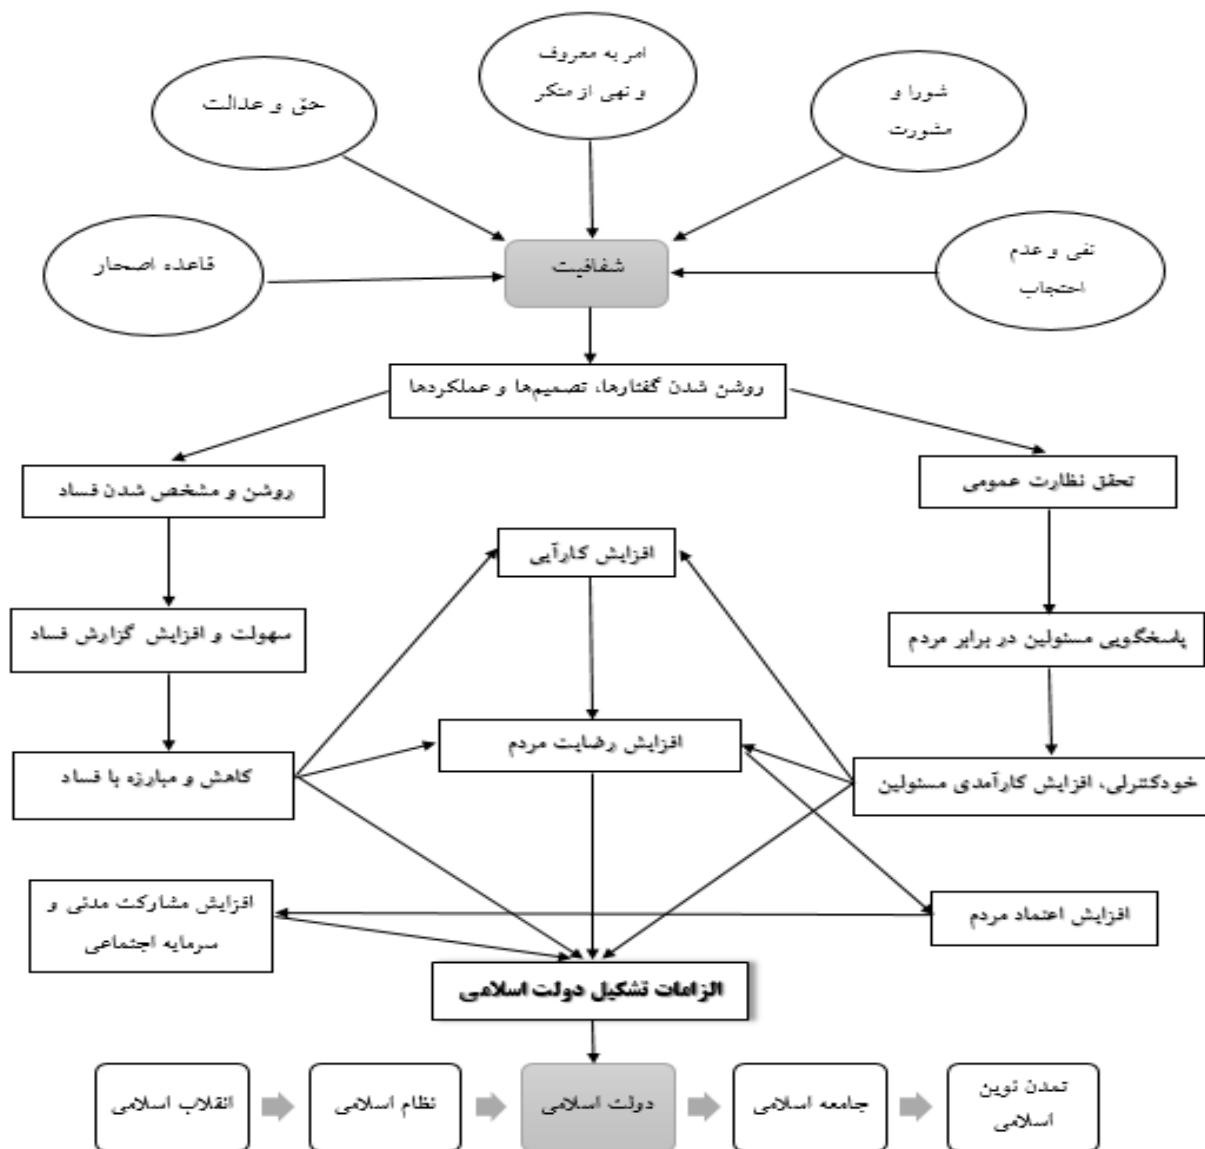 امر به معروف
و نهی از منکر
حق و عدالت
شورا و
مشورت
قاعده اصحار
شفافیت
نفی و عدم
احتجاب
روشن شدن گفتارها، تصمیم‌ها و عملکردها
تحقق نظارت عمومی
روشن و مشخص شدن فساد
افزایش کارآیی
پاسخگویی مسئولین در برابر مردم
سهولت و افزایش گزارش فساد
افزایش رضایت مردم
خودکنترلی، افزایش کارآمدی مسئولین
کاهش و مبارزه با فساد
افزایش اعتماد مردم
افزایش مشارکت مدنی و
سرمایه اجتماعی
الزامات تشکیل دولت اسلامی
انقلاب اسلامی
نظام اسلامی
دولت اسلامی
جامعه اسلامی
تمدن نوین
اسلامی